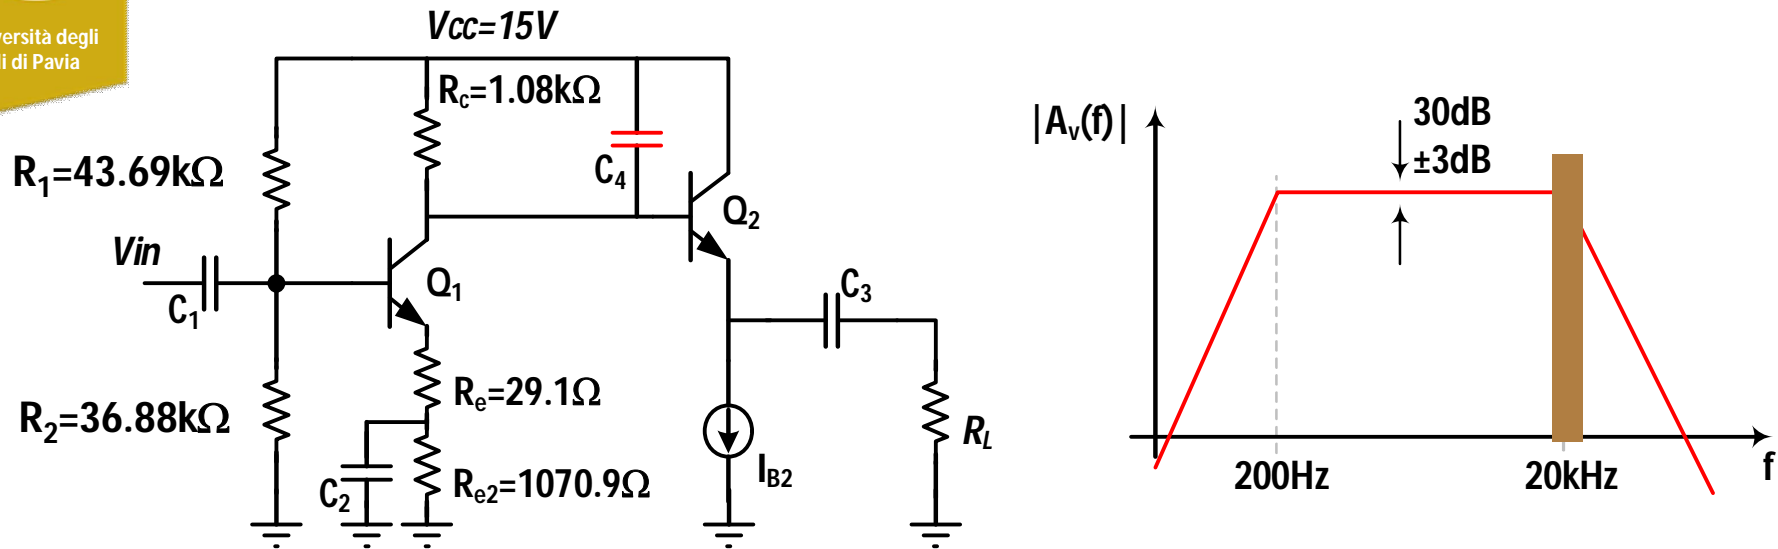 Vcc=15V
degli
di Pavia
Rc=1.08kΩ
R1=43.69kΩ
C4
Q2
Vin
C1
Q1
C3
R2=36.88kΩ
Re=29.1Ω
C2
Re2=1070.9Ω
IB2
RL
|Av(f)|
30dB
±3dB
200Hz
20kHz
f